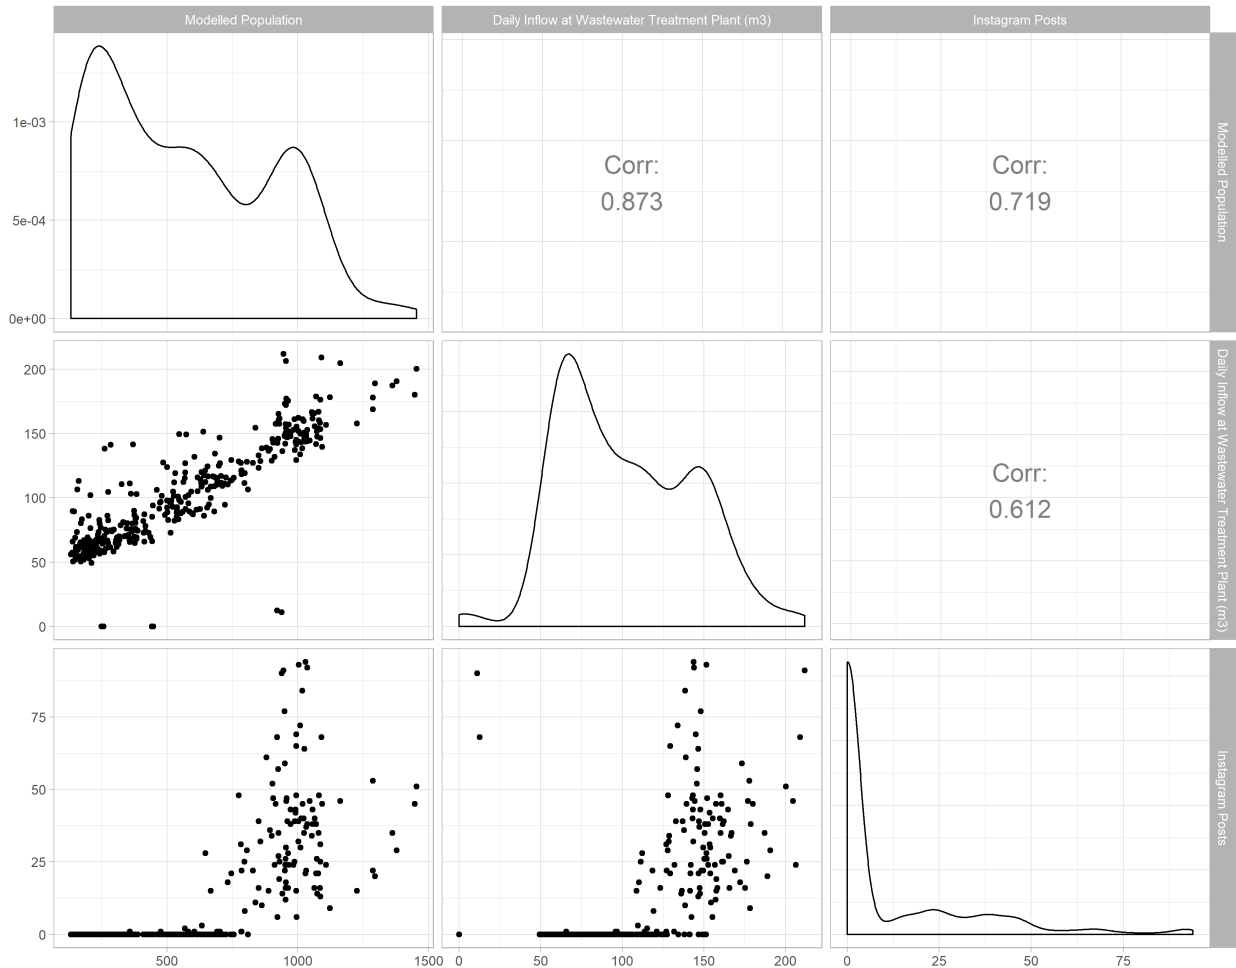 Modelled Population
Daily Inflow at Wastewater Treatment Plant (m3)
Instagram Posts
1e-03
5e-04
0e+00
Corr:
0.873
Corr:
0.719
Modelled Population
200
150
100
50
0
Corr:
0.612
Daily Inflow at Wastewater Treatment Plant (m3)
75
50
25
0
Instagram Posts
500
1000
1500
0
50
100
150
200
0
25
50
75